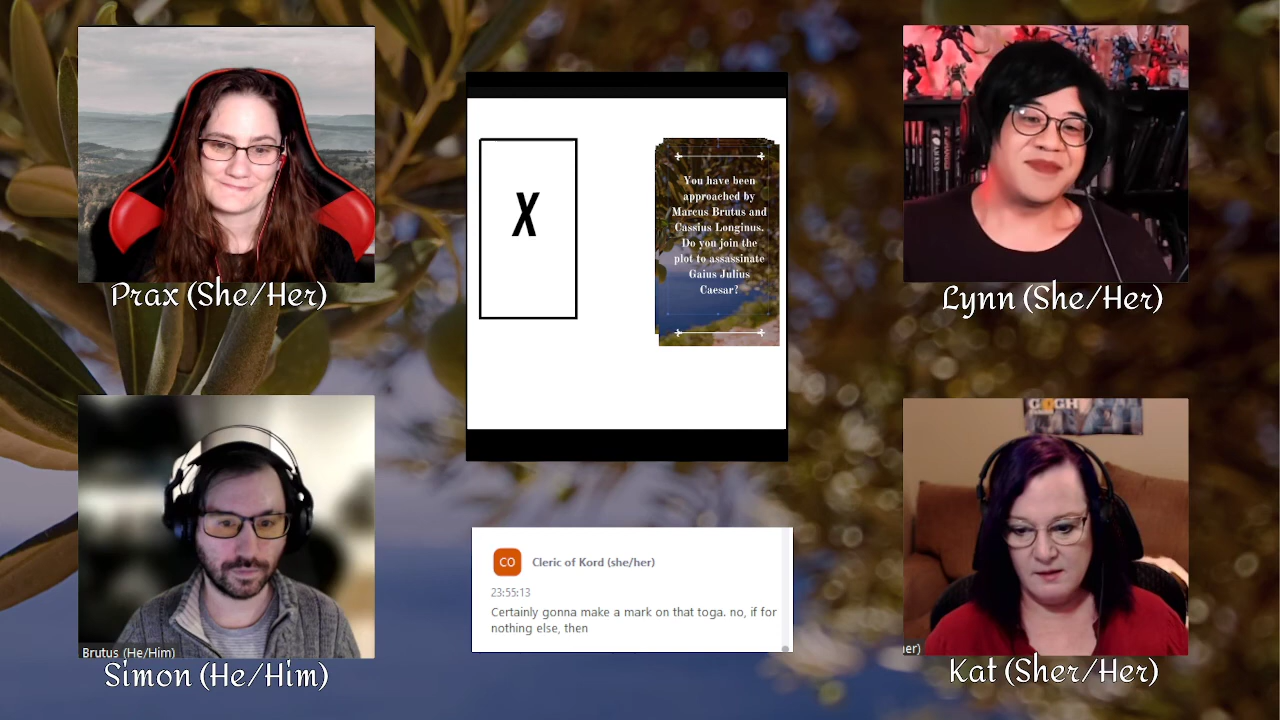 Prax (She/Her)
Lynn (She/Her)
X
You have been
approached by
Marcus Brutus and
Cassius Longinus.
Do you join the
plot to assassinate
Gaius Julius
Caesar?
GOGH
Brutus (He/Him)
Simon (He/Him)
CO
Cleric of Kord (she/her)
23:55:13
Certainly gonna make a mark on that toga. no, if for
nothing else, then
her)
Kat (Sher/Her)